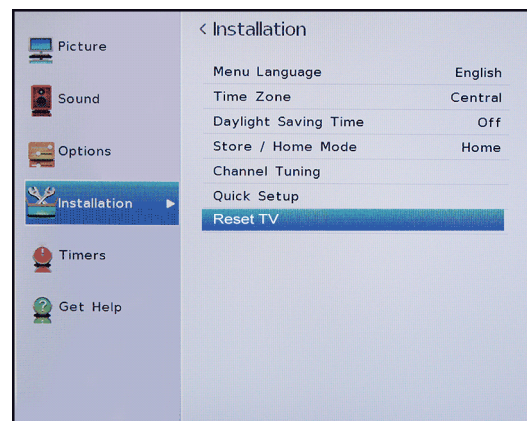 Picture
Sound
Options
Installation
Timers
Get Help
< Installation
Menu Language English
Time Zone Central
Daylight Saving Time Off
Store / Home Mode Home
Channel Tuning
Quick Setup
Reset TV